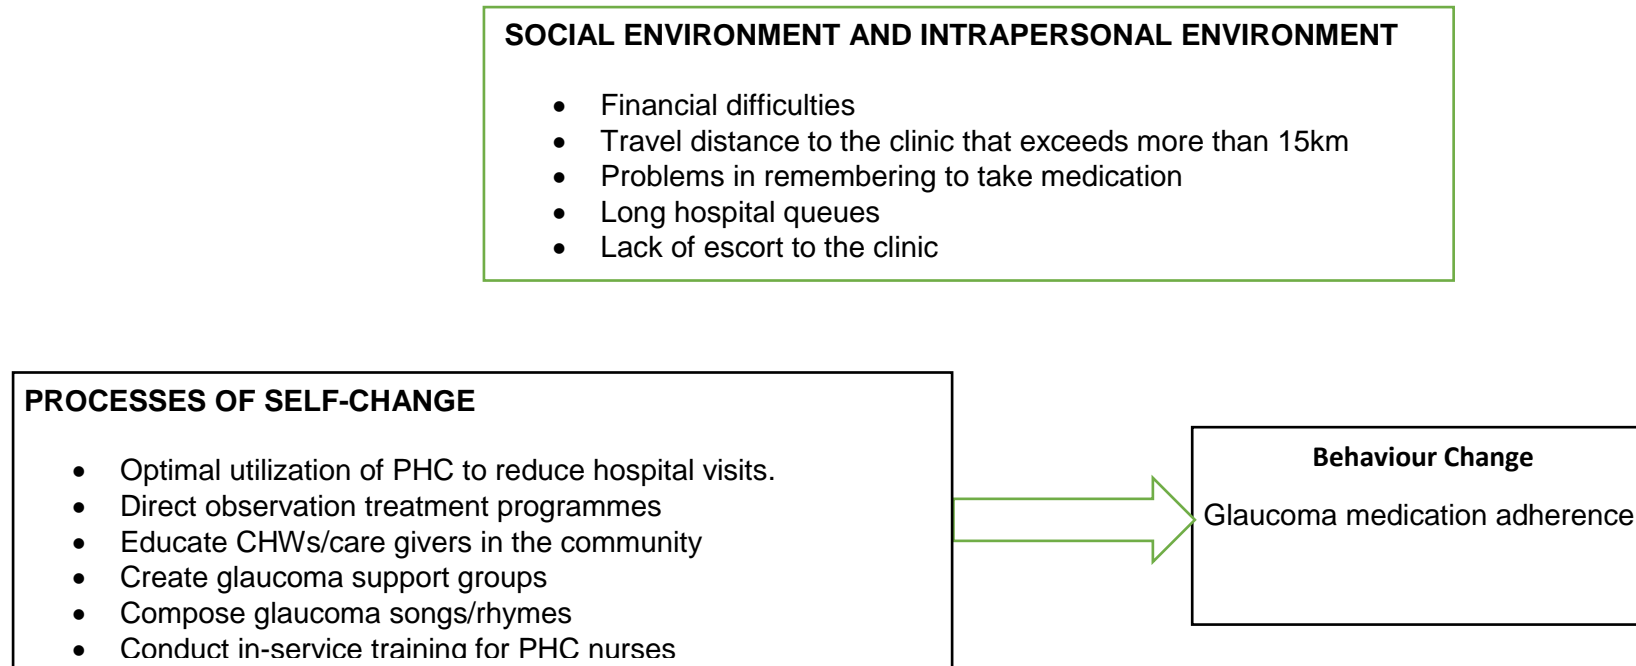 SOCIAL ENVIRONMENT AND INTRAPERSONAL ENVIRONMENT
• Financial difficulties
• Travel distance to the clinic that exceeds more than 15km
• Problems in remembering to take medication
• Long hospital queues
• Lack of escort to the clinic
PROCESSES OF SELF-CHANGE
• Optimal utilization of PHC to reduce hospital visits.
• Direct observation treatment programmes
• Educate CHWs/care givers in the community
• Create glaucoma support groups
• Compose glaucoma songs/rhymes
• Conduct in-service training for PHC nurses
Behaviour Change
Glaucoma medication adherence